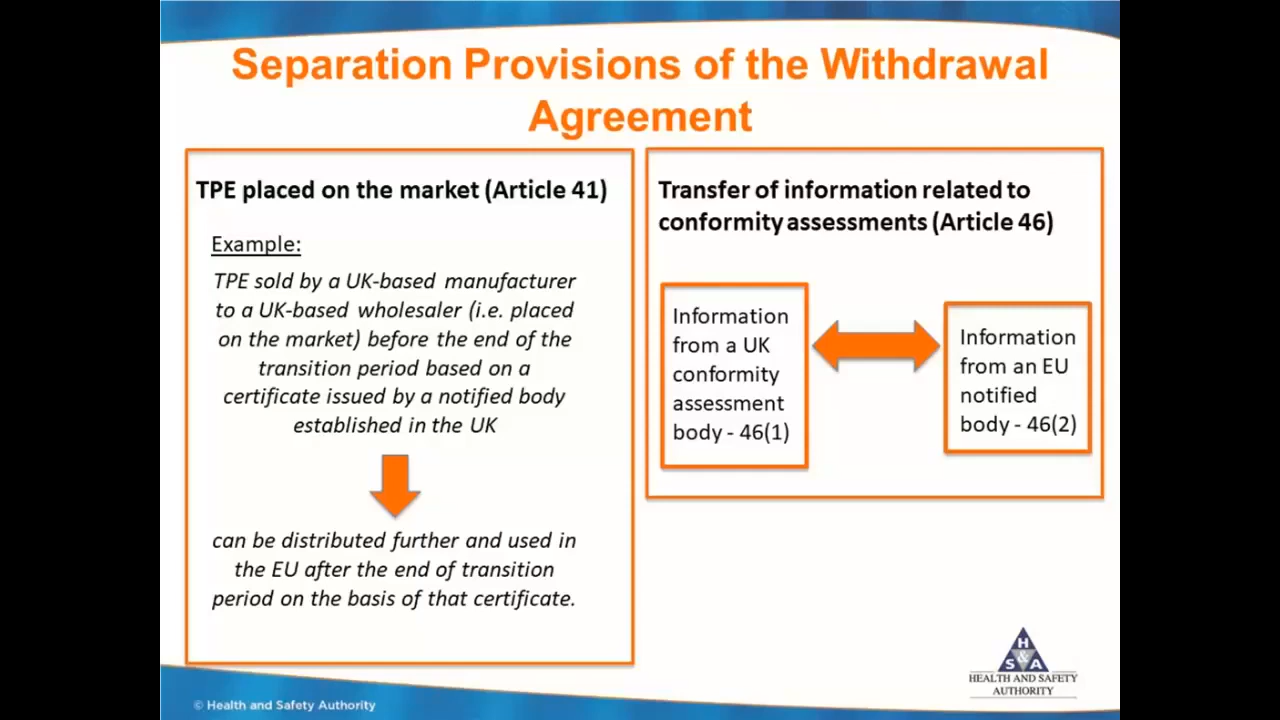 Separation Provisions of the Withdrawal
Agreement
TPE placed on the market (Article 41)
Example:
TPE sold by a UK-based manufacturer
to a UK-based wholesaler (i.e. placed
on the market) before the end of the
transition period based on a
certificate issued by a notified body
established in the UK
can be distributed further and used in
the EU after the end of transition
period on the basis of that certificate.
Transfer of information related to
conformity assessments (Article 46)
Information
from a UK
conformity
assessment
body - 46(1)
Information
from an EU
notified
body - 46(2)
H
S & A
HEALTH AND SAFETY
AUTHORITY
© Health and Safety Authority